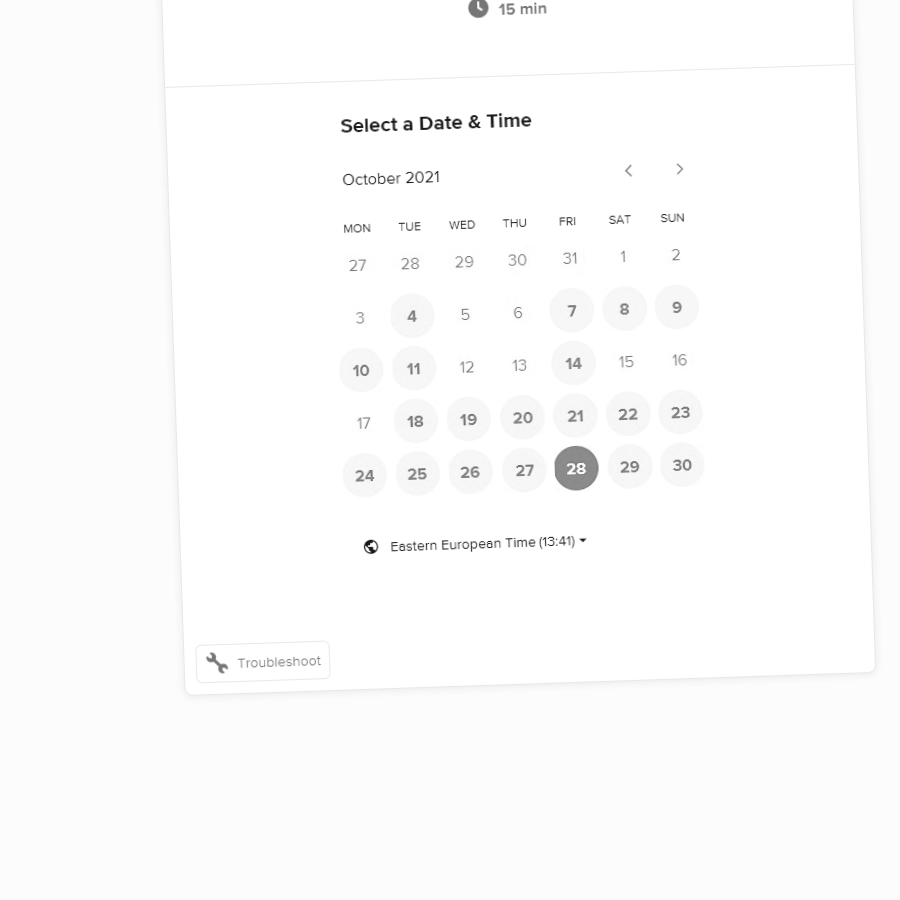 15 min
Select a Date & Time
October 2021
MON TUE WED THU FRI SAT SUN
27 28 29 30 31 1 2
3 4 5 6 7 8 9
10 11 12 13 14 15 16
17 18 19 20 21 22 23
24 25 26 27 28 29 30
Eastern European Time (13:41)
Troubleshoot